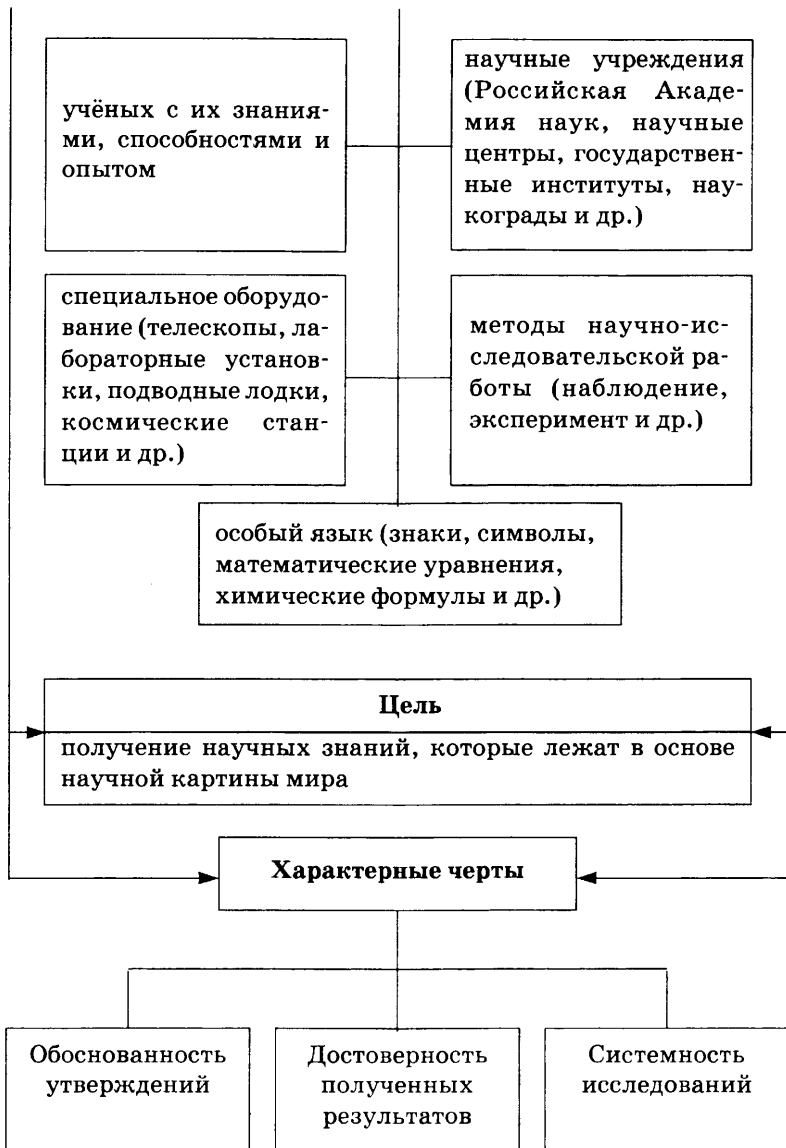 учёных с их знания-
ми, способностями и
опытом
научные учреждения
(Российская Акаде-
мия наук, научные
центры, государствен-
ные институты, нау-
кограды и др.)
специальное оборудо-
вание (телескопы, ла-
бораторные установ-
ки, подводные лодки,
космические стан-
ции и др.)
методы научно-ис-
следовательской ра-
боты (наблюдение,
эксперимент и др.)
особый язык (знаки, символы,
математические уравнения,
химические формулы и др.)
Цель
получение научных знаний, которые лежат в основе
научной картины мира
Характерные черты
Обоснованность
утверждений
Достоверность
полученных
результатов
Системность
исследований